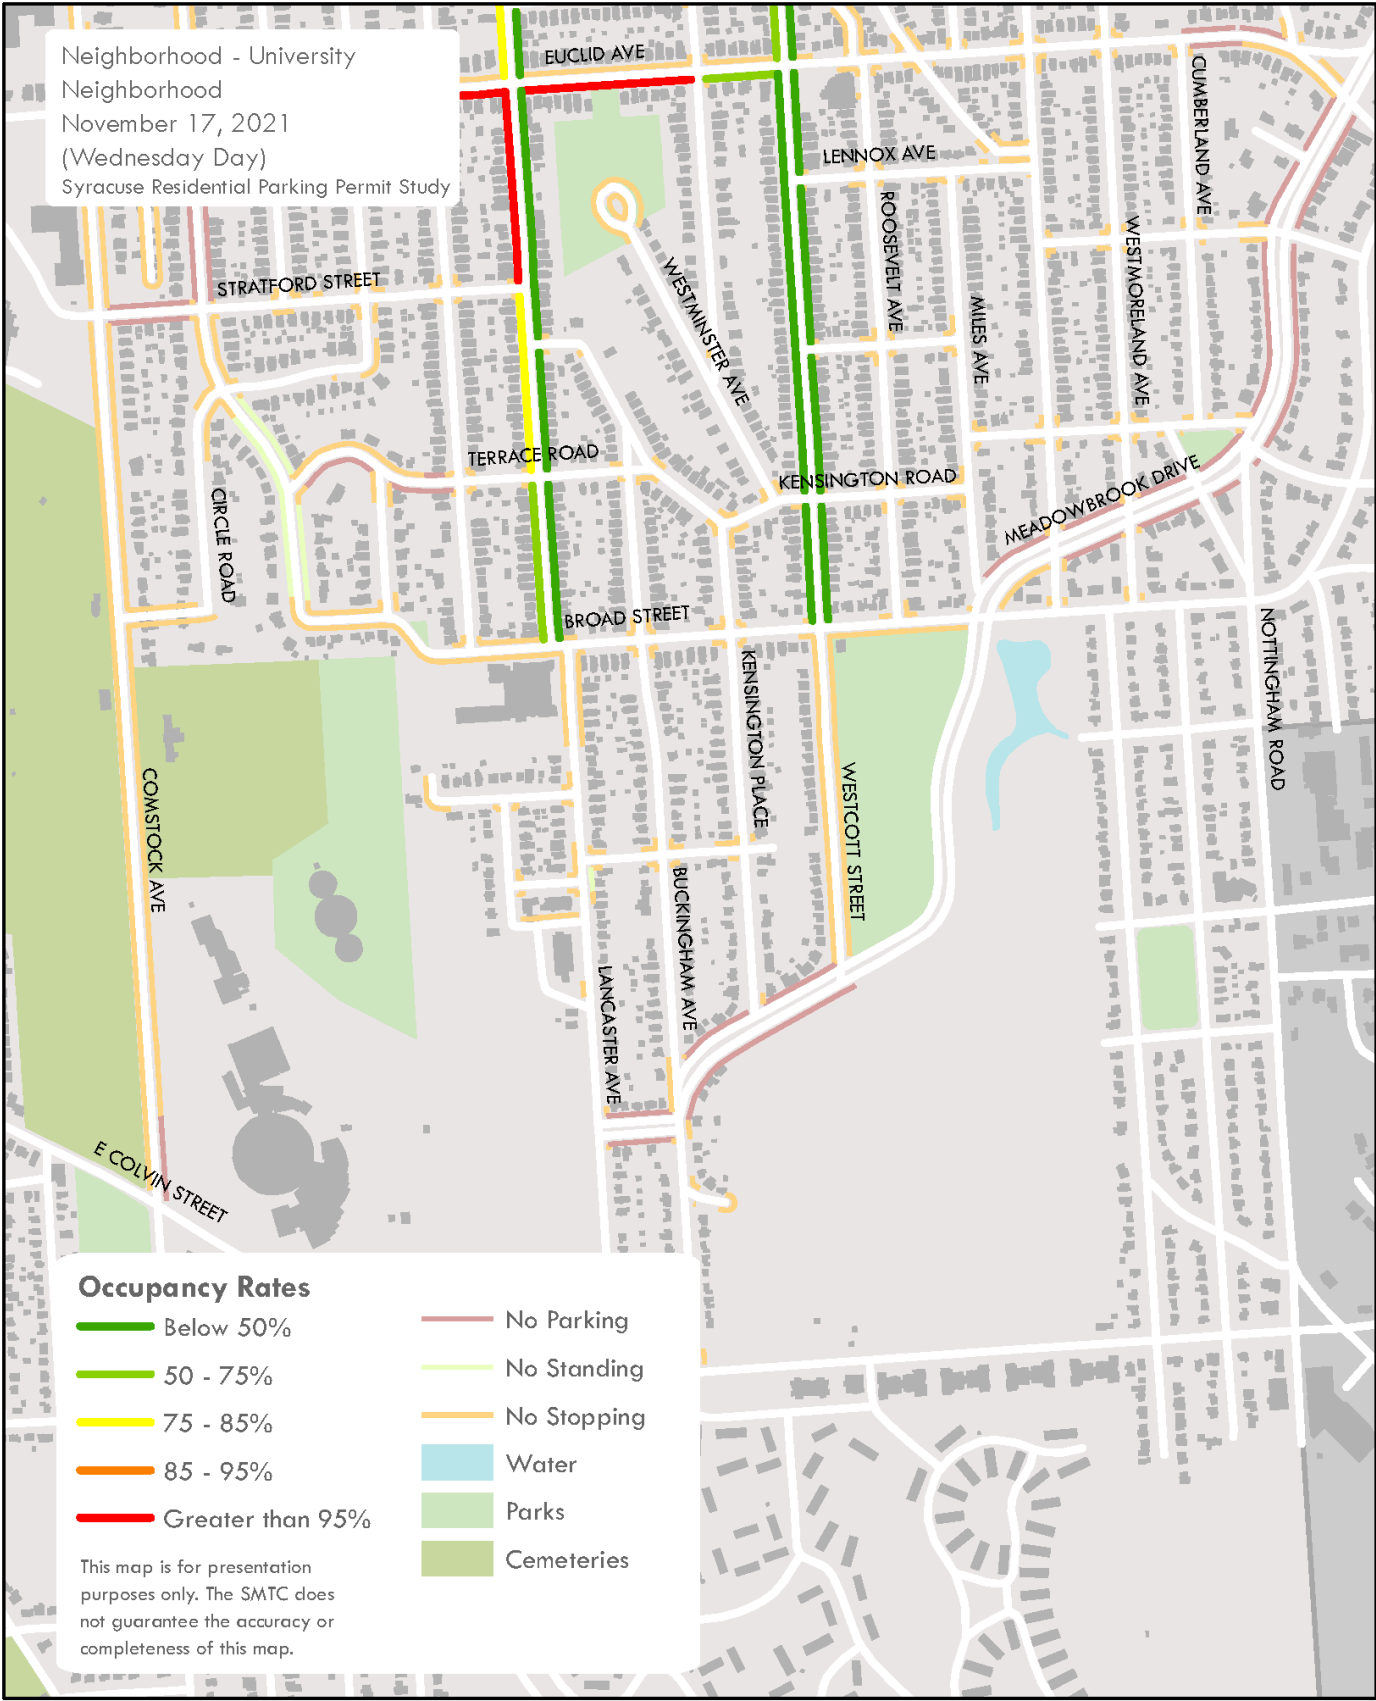 Neighborhood - University
Neighborhood
November 17, 2021
(Wednesday Day)
Syracuse Residential Parking Permit Study
EUCLID AVE
CUMBERLAND AVE
LENNOX AVE
ROOSEVELT AVE
WESTMORELAND AVE
STRATFORD STREET
WESTMINSTER AVE
MILES AVE
TERRACE ROAD
KENSINGTON ROAD
MEADOWBROOK DRIVE
CIRCLE ROAD
BROAD STREET
NOTTINGHAM ROAD
KENSINGTON PLACE
COMSTOCK AVE
WESTCOTT STREET
BUCKINGHAM AVE
LANCASTER AVE
E COLVIN STREET
Occupancy Rates
Below 50%
50 - 75%
75 - 85%
85 - 95%
Greater than 95%
No Parking
No Standing
No Stopping
Water
Parks
Cemeteries
This map is for presentation
purposes only. The SMTC does
not guarantee the accuracy or
completeness of this map.